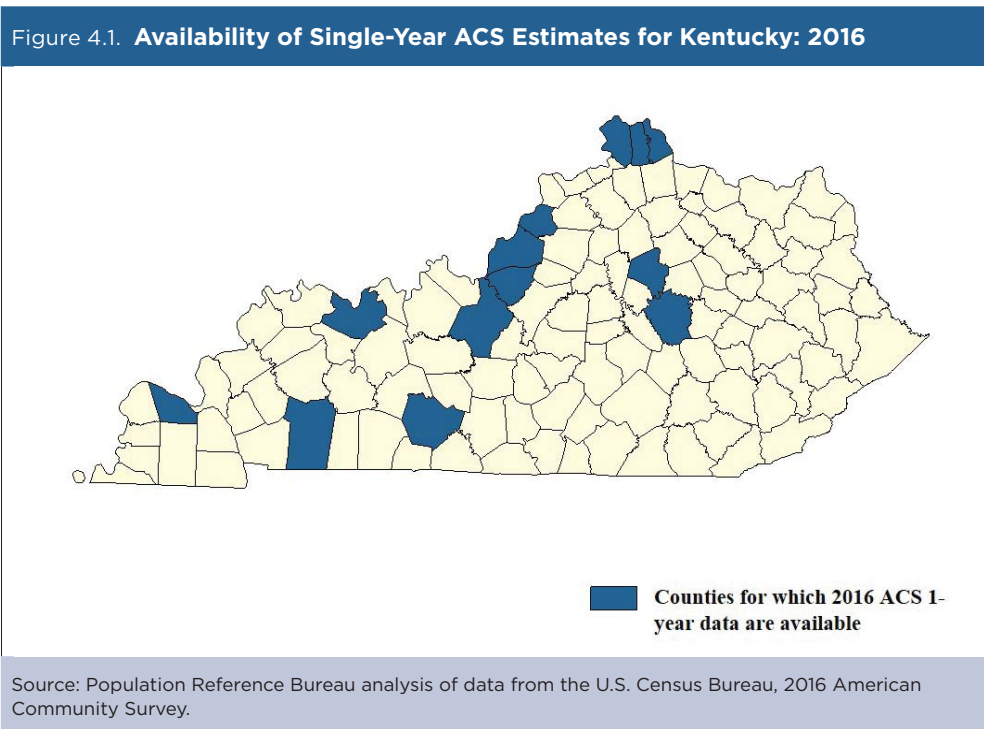 Figure 4.1. Availability of Single-Year ACS Estimates for Kentucky: 2016
Counties for which 2016 ACS 1-
year data are available
Source: Population Reference Bureau analysis of data from the U.S. Census Bureau, 2016 American
Community Survey.